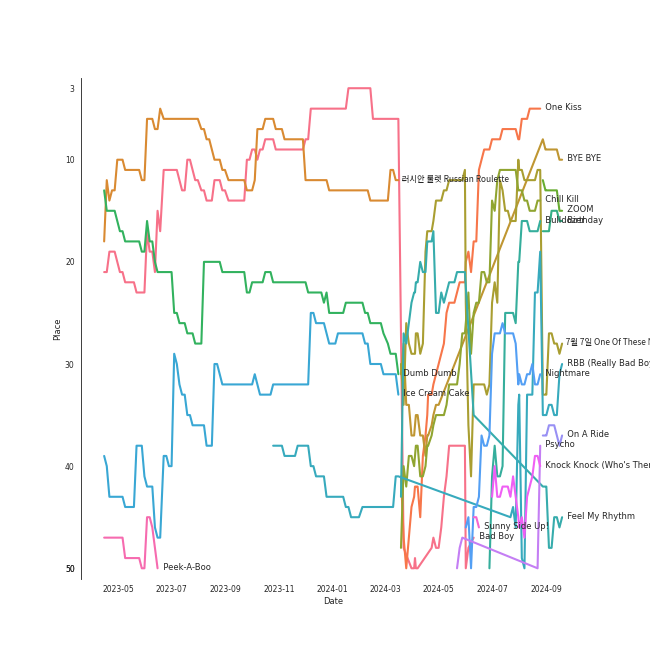 3
10
20
30
40
50
Place
One Kiss
BYE BYE
러시안 룰렛 Russian Roulette
Chill Kill
ZOOM
Birthday
7월 7일 One Of These
RBB (Really Bad Boy
Dumb Dumb
Nightmare
Ice Cream Cake
On A Ride
Psycho
Knock Knock (Who's Ther
Feel My Rhythm
Sunny Side Up!
Bad Boy
Peek-A-Boo
2023-05
2023-07
2023-09
2023-11
2024-01
2024-03
2024-05
2024-07
2024-09
Date